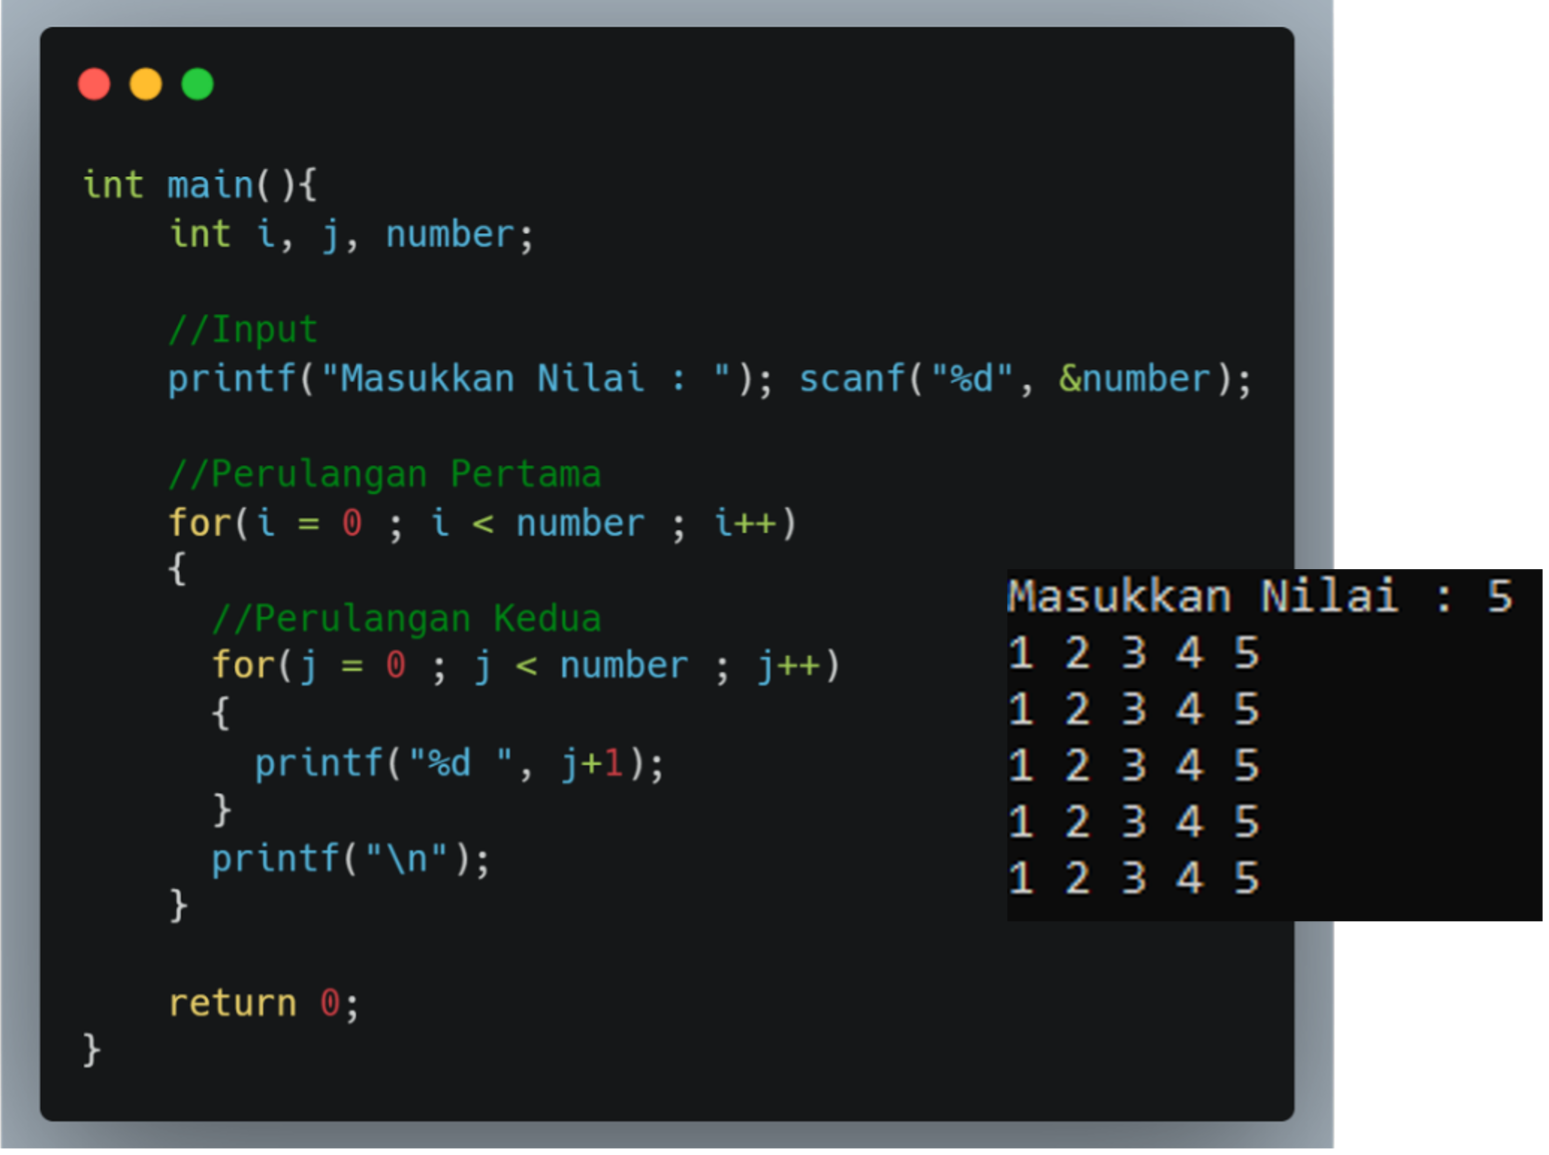 int main(){
int i, j, number;
//Input
printf("Masukkan Nilai : "); scanf("%d", &number);
//Perulangan Pertama
for(i = 0 ; i < number ; i++)
{
//Perulangan Kedua
for(j = 0 ; j < number ; j++)
{
printf("%d ", j+1);
}
printf("\n");
}
return 0;
}
Masukkan Nilai : 5
1 2 3 4 5
1 2 3 4 5
1 2 3 4 5
1 2 3 4 5
1 2 3 4 5